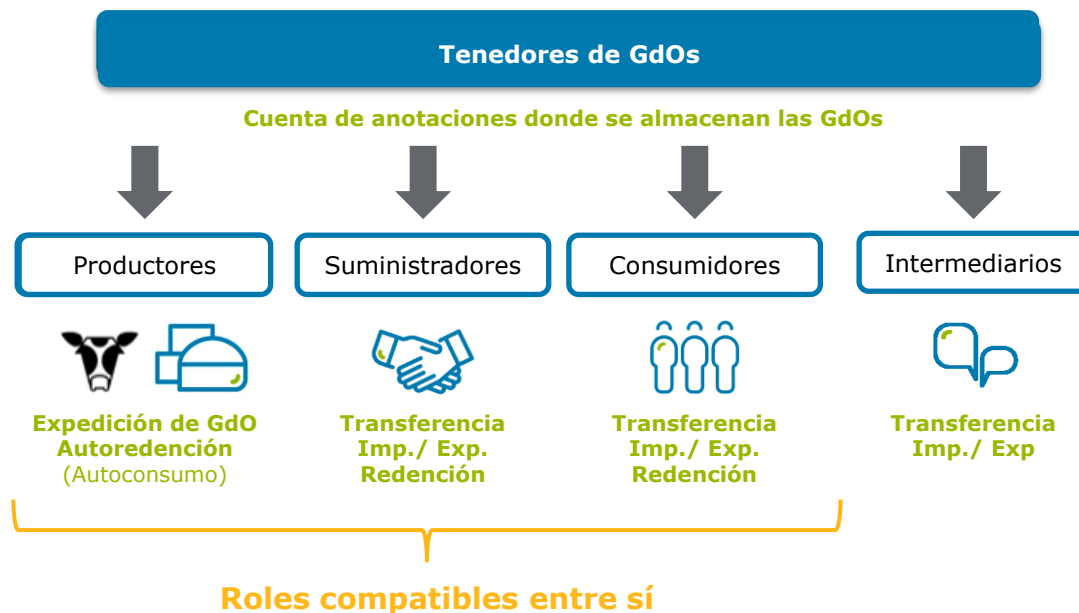 Tenedores de GdOs
Cuenta de anotaciones donde se almacenan las GdOs
Productores
Suministradores
Consumidores
Intermediarios
Expedición de GdO
Autoredención
(Autoconsumo)
Transferencia
Imp./ Exp.
Redención
Transferencia
Imp./ Exp.
Redención
Transferencia
Imp./ Exp
Roles compatibles entre sí